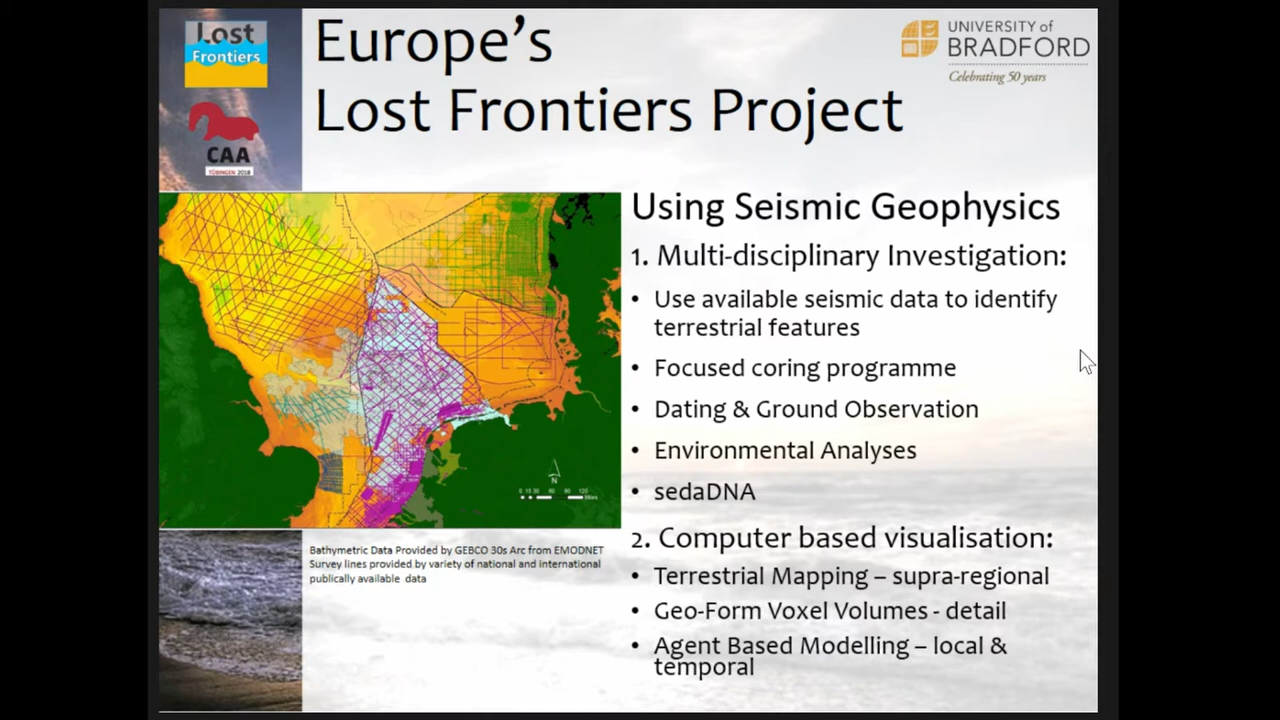 Lost
Frontiers
CAA
TÜBINGEN 2018
Europe's
Lost Frontiers Project
UNIVERSITY of
BRADFORD
Celebrating 50 years
N
Using Seismic Geophysics
1. Multi-disciplinary Investigation:
• Use available seismic data to identify
terrestrial features
• Focused coring programme
• Dating & Ground Observation
• Environmental Analyses
• sedaDNA
2. Computer based visualisation:
• Terrestrial Mapping – supra-regional
• Geo-Form Voxel Volumes - detail
• Agent Based Modelling – local &
temporal
Bathymetric Data Provided by GEBCO 30s Arc from EMODNET
Survey lines provided by variety of national and international
publically available data